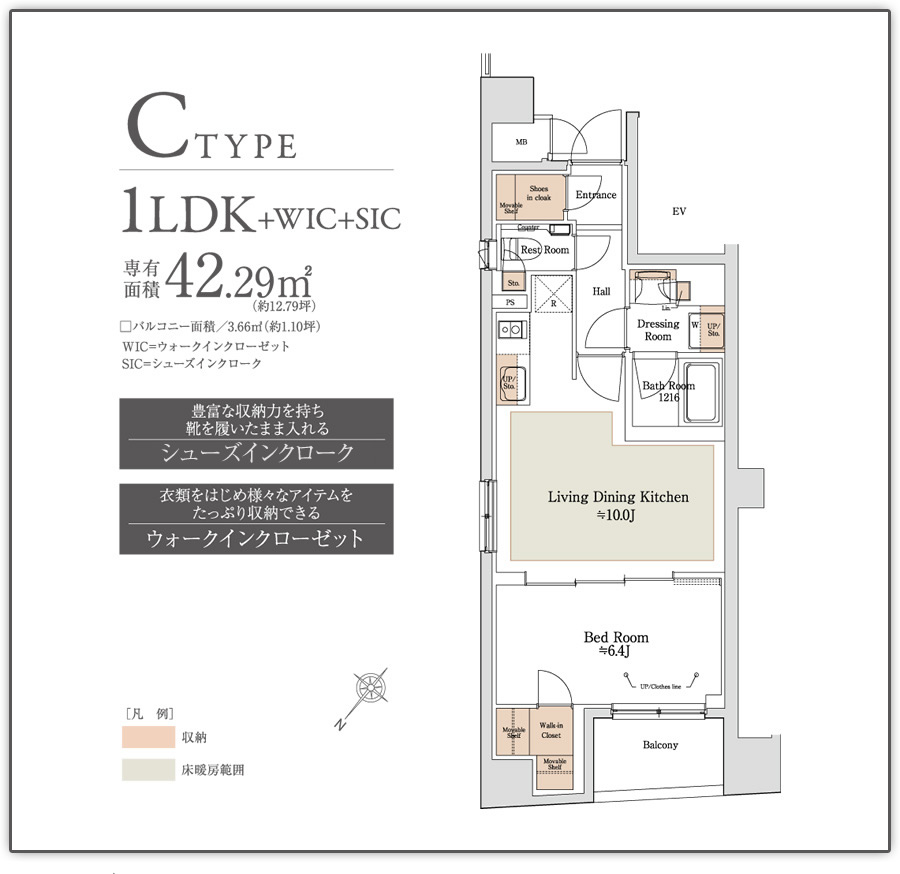 C TYPE
1LDK+WIC+SIC
専有
面積 42.29㎡
(約12.79坪)
□バルコニー面積／3.66㎡(約1.10坪)
WIC=ウォークインクローゼット
SIC=シューズインクローク
豊富な収納力を持ち
靴を履いたまま入れる
シューズインクローク
衣類をはじめ様々なアイテムを
たっぷり収納できる
ウォークインクローゼット
N
[凡 例]
収納
床暖房範囲
MB
Shoes
in cloak
Movable
Shelf
Entrance
EV
Counter
Rest Room
Sto.
PS
R
Hall
Lin
Dressing
Room
W
UP/
Sto.
UP/
Sto.
Bath Room
1216
Living Dining Kitchen
≒10.0J
Bed Room
≒6.4J
UP/Clothes line
Movable
Shelf
Walk-in
Closet
Movable
Shelf
Balcony